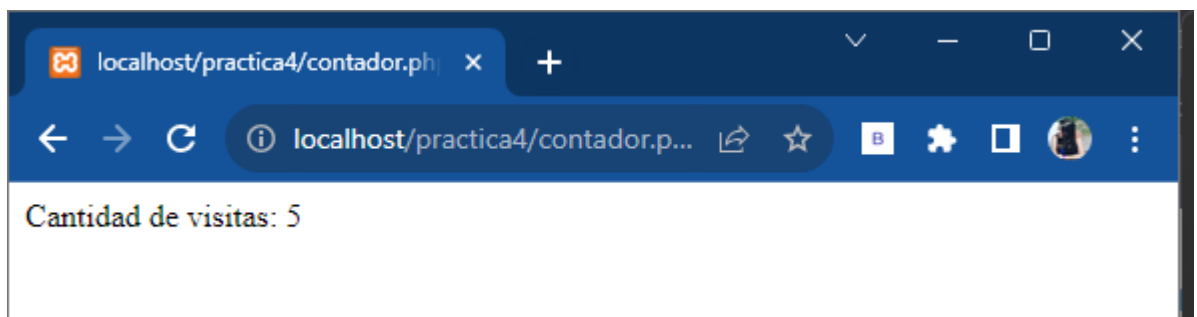 localhost/practica4/contador.ph
localhost/practica4/contador.p...
B
Cantidad de visitas: 5